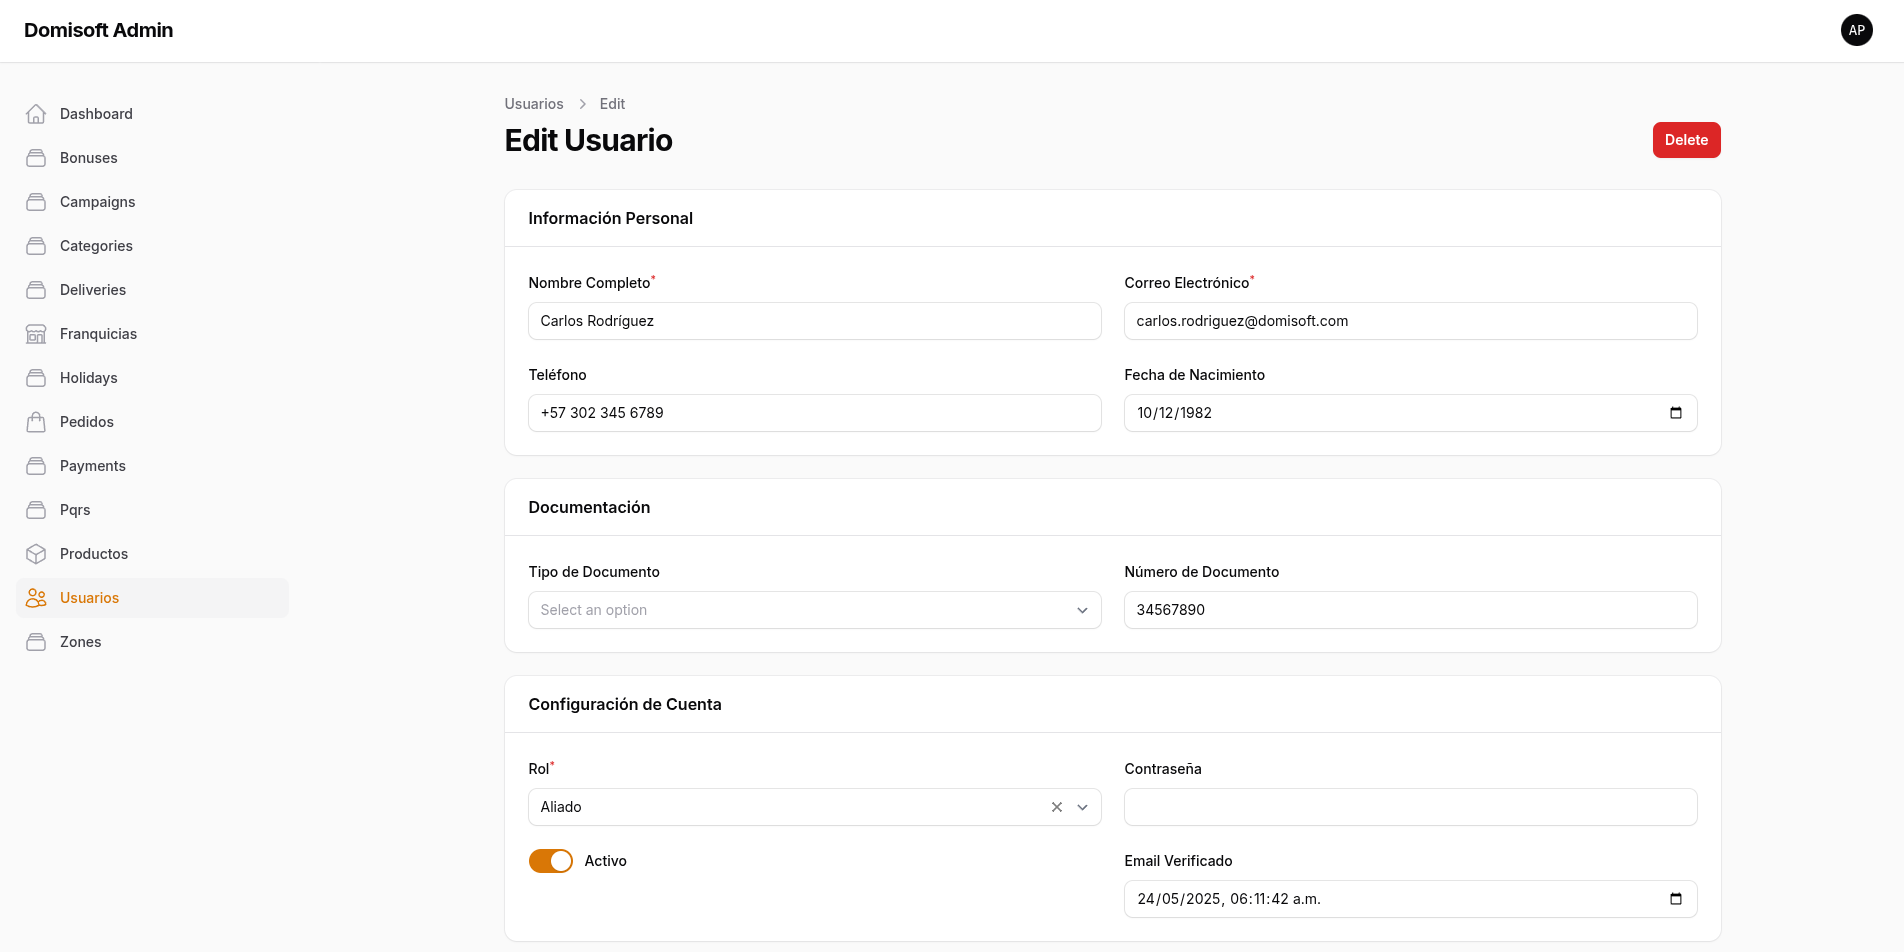 Domisoft Admin
AP
Dashboard
Bonuses
Campaigns
Categories
Deliveries
Franquicias
Holidays
Pedidos
Payments
Pqrs
Productos
Usuarios
Zones
Usuarios > Edit
Edit Usuario
Delete
Información Personal
Nombre Completo*
Correo Electrónico*
Carlos Rodríguez
carlos.rodriguez@domisoft.com
Teléfono
Fecha de Nacimiento
+57 302 345 6789
10/12/1982
Documentación
Tipo de Documento
Número de Documento
Select an option
34567890
Configuración de Cuenta
Rol*
Contraseña
Aliado
Activo
Email Verificado
24/05/2025, 06:11:42 a.m.